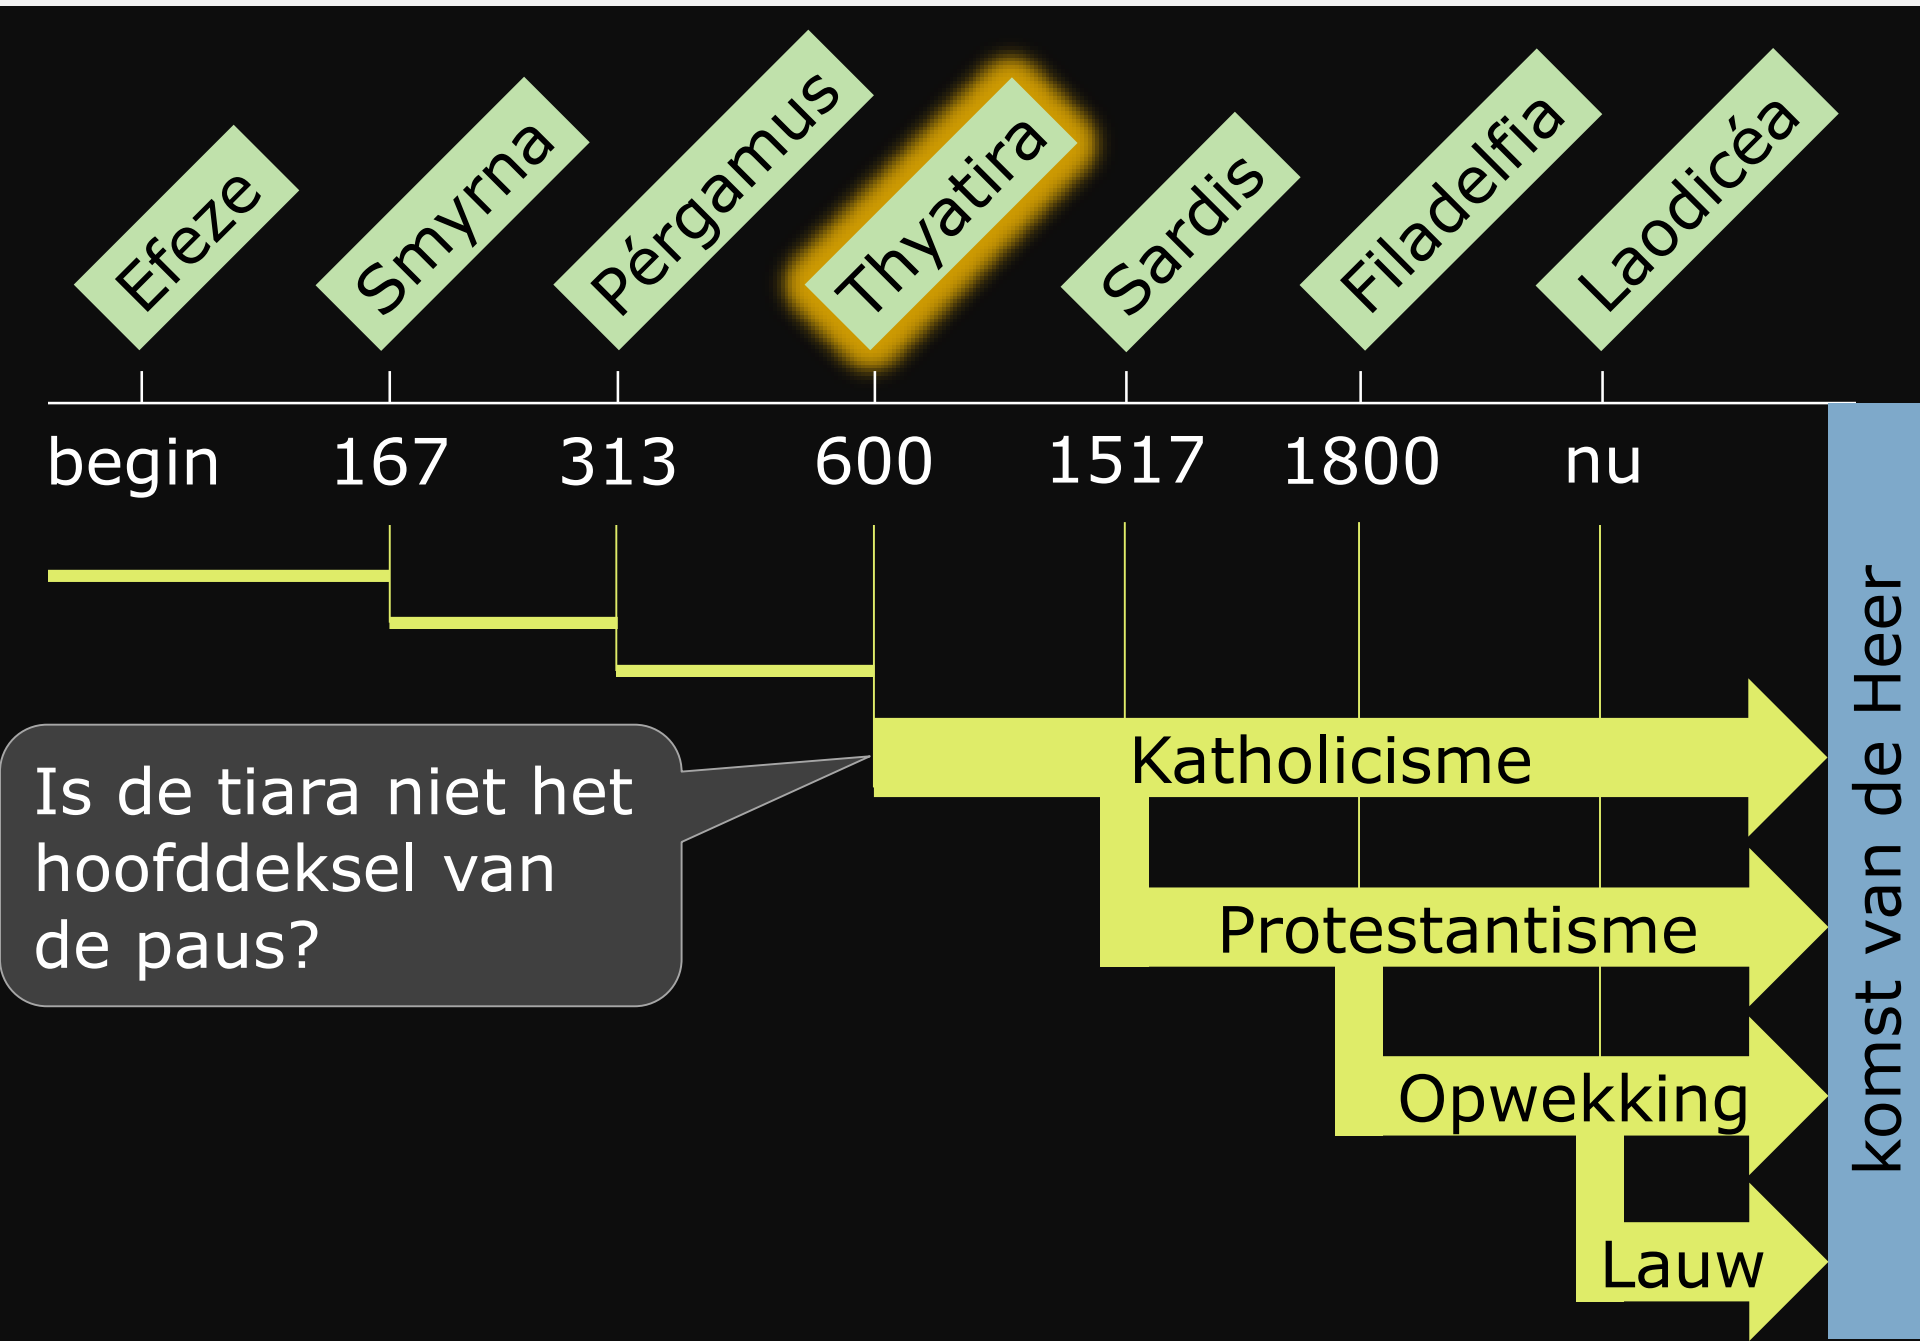 Efeze
Smyrna
Pérgamus
Thyatira
Sardis
Filadelfia
Laodicéa
begin 167 313 600 1517 1800 nu
komst van de Heer
Katholicisme
Is de tiara niet het
hoofddeksel van
de paus?
Protestantisme
Opwekking
Lauw